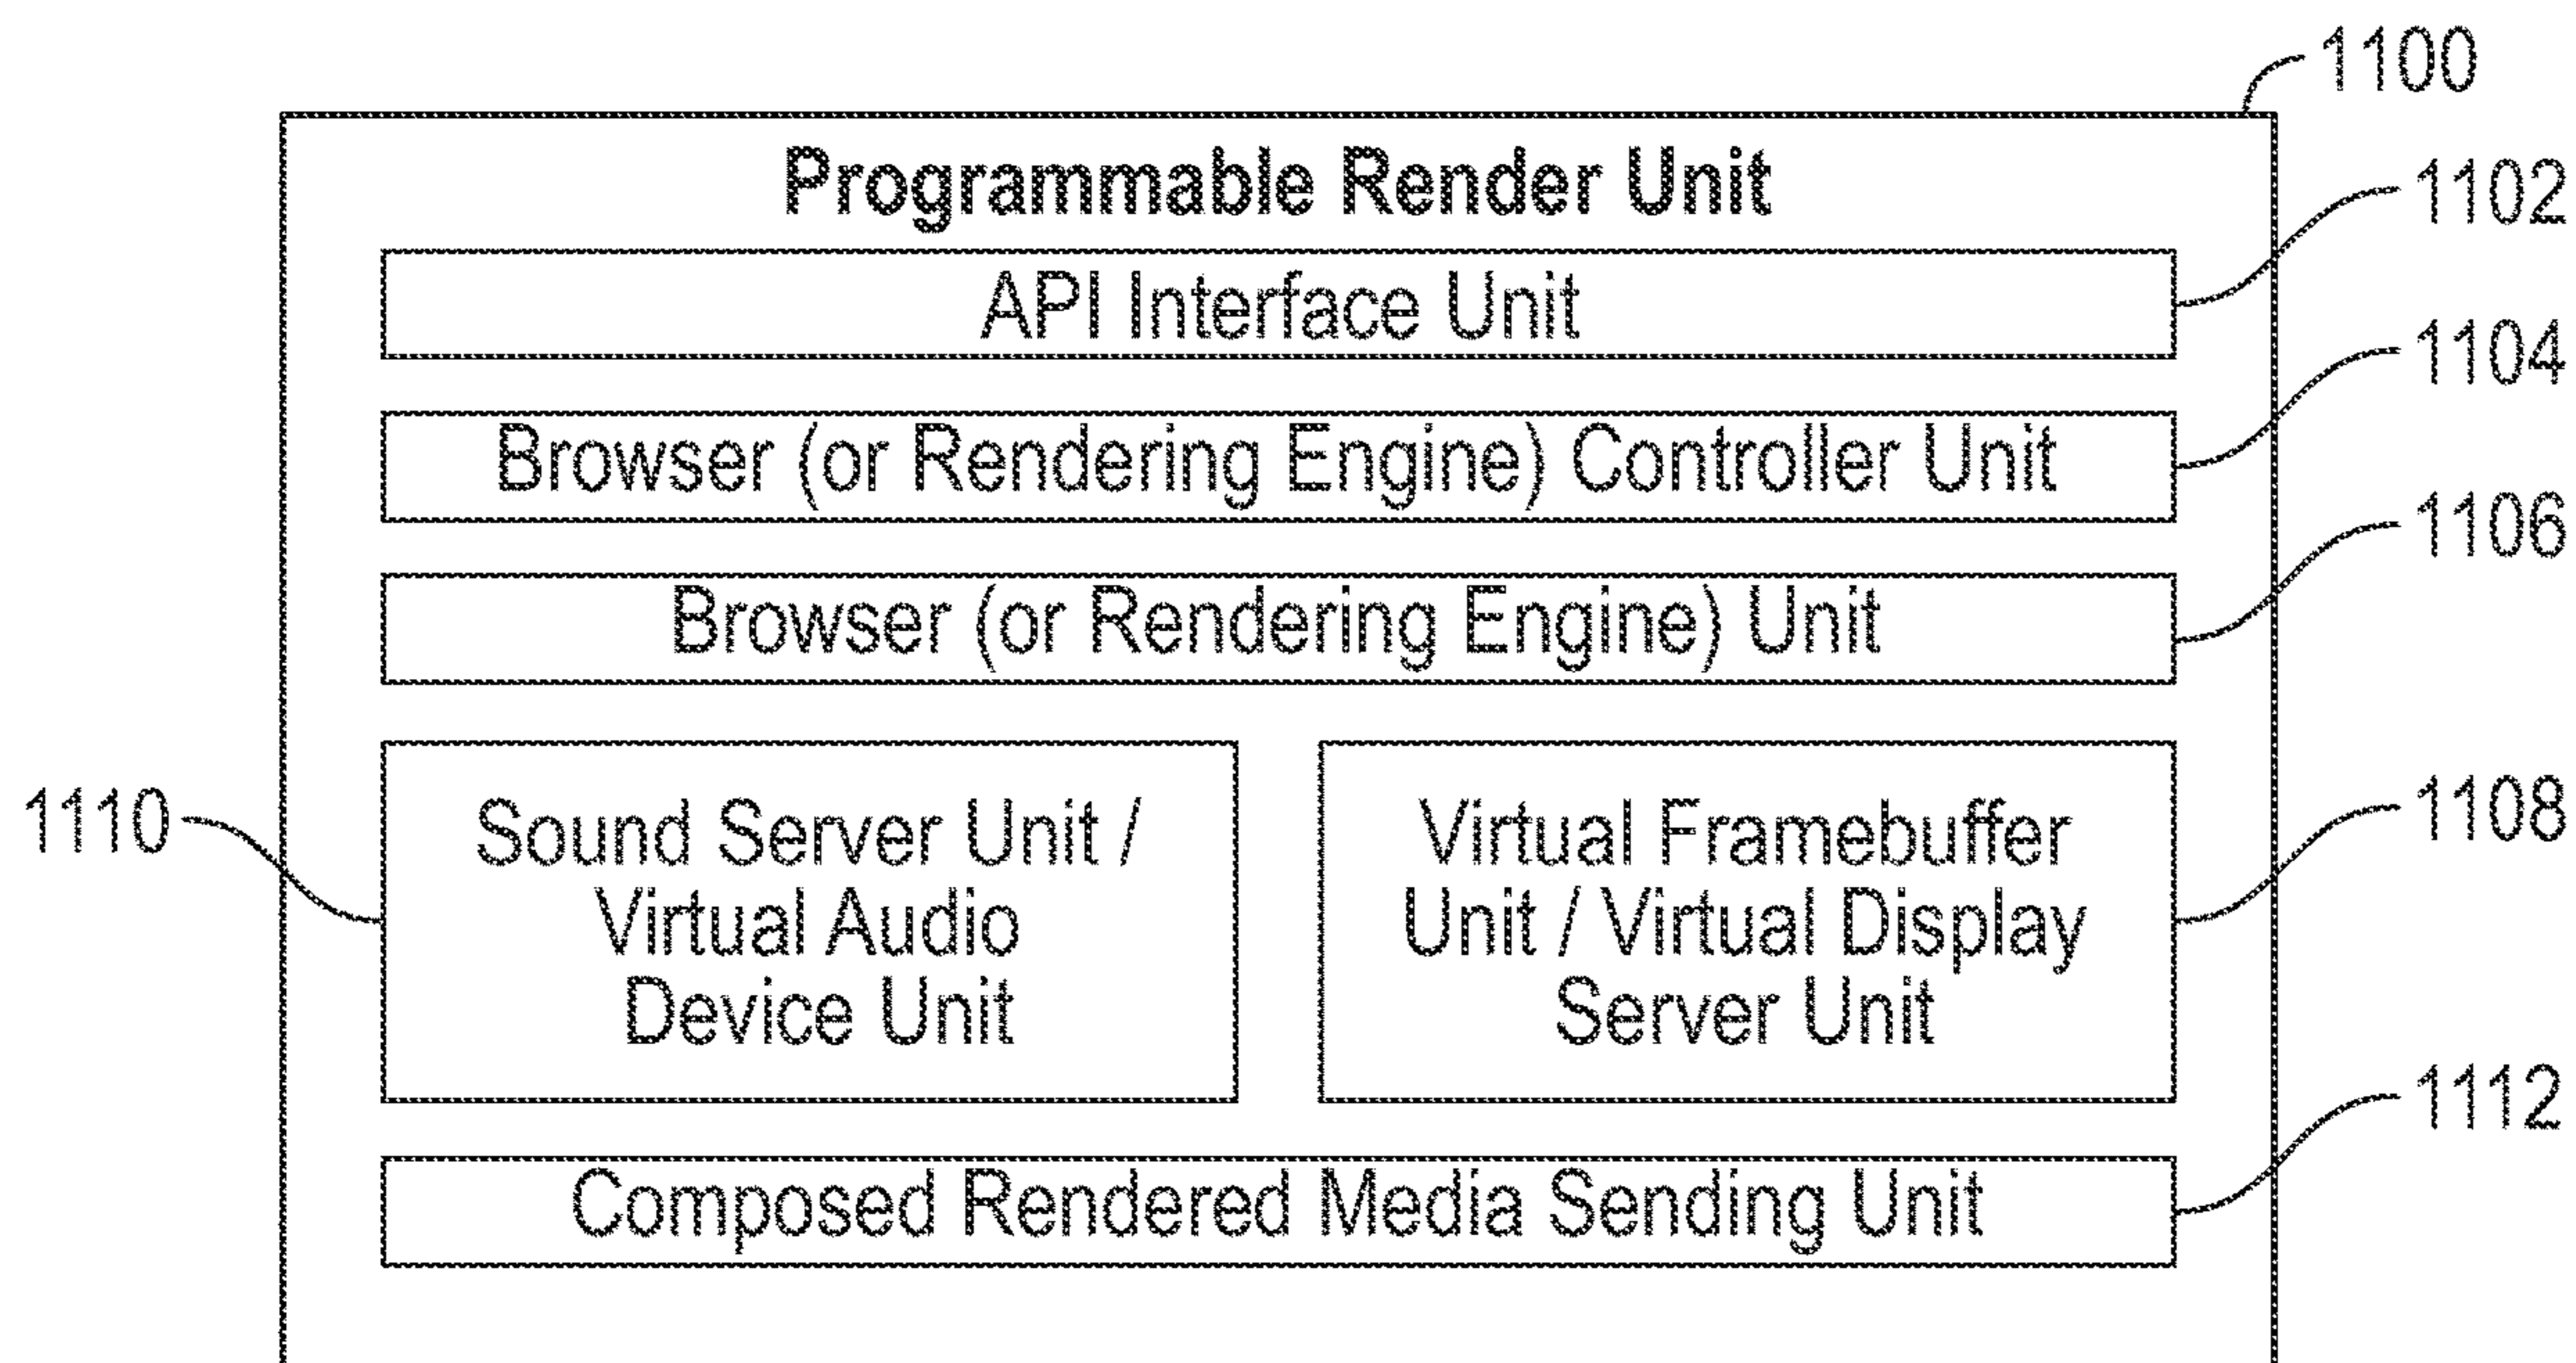 1100
Programmable Render Unit
1102
API Interface Unit
1104
Browser (or Rendering Engine) Controller Unit
1106
Browser (or Rendering Engine) Unit
1110
Sound Server Unit /
Virtual Audio
Device Unit
Virtual Framebuffer
Unit / Virtual Display
Server Unit
1108
1112
Composed Rendered Media Sending Unit